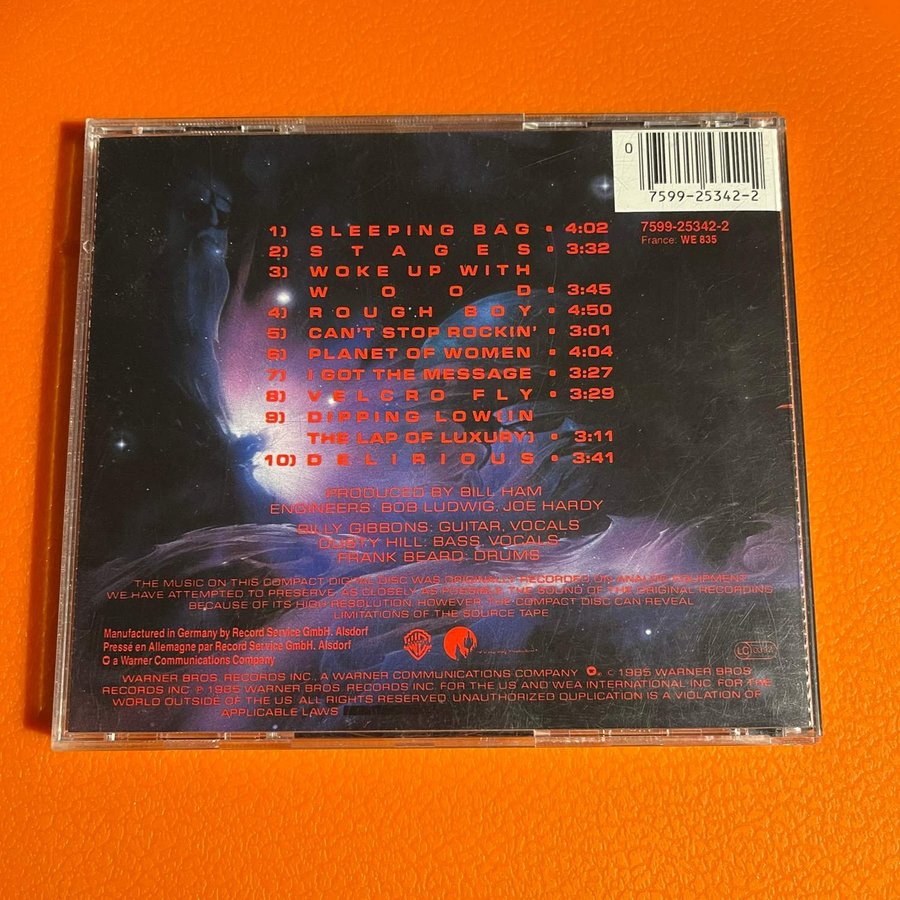 0
7599-25342-2
7599-25342-2
France: WE 835
1) SLEEPING BAG • 4:02
2) STAGES • 3:32
3) WOKE UP WITH
WOOD • 3:45
4) ROUGH BOY • 4:50
5) CAN'T STOP ROCKIN' • 3:01
6) PLANET OF WOMEN • 4:04
7) I GOT THE MESSAGE • 3:27
8) VELCRO FLY • 3:29
9) DIPPING LOW (IN
THE LAP OF LUXURY) • 3:11
10) DELIRIOUS • 3:41
PRODUCED BY BILL HAM
ENGINEERS: BOB LUDWIG, JOE HARDY
BILLY GIBBONS: GUITAR, VOCALS
DUSTY HILL: BASS, VOCALS
FRANK BEARD: DRUMS
THE MUSIC ON THIS COMPACT DIGITAL DISC WAS ORIGINALLY RECORDED ON ANALOG EQUIPMENT.
WE HAVE ATTEMPTED TO PRESERVE, AS CLOSELY AS POSSIBLE, THE SOUND OF THE ORIGINAL RECORDING.
BECAUSE OF ITS HIGH RESOLUTION, HOWEVER, THE COMPACT DISC CAN REVEAL
LIMITATIONS OF THE SOURCE TAPE.
Manufactured in Germany by Record Service GmbH. Alsdorf
Pressé en Allemagne par Record Service GmbH. Alsdorf
a Warner Communications Company
WARNER BROS. RECORDS INC., A WARNER COMMUNICATIONS COMPANY © 1985 WARNER BROS.
RECORDS INC. ℗ 1985 WARNER BROS. RECORDS INC. FOR THE US AND WEA INTERNATIONAL INC. FOR THE
WORLD OUTSIDE OF THE US. ALL RIGHTS RESERVED. UNAUTHORIZED DUPLICATION IS A VIOLATION OF
APPLICABLE LAWS